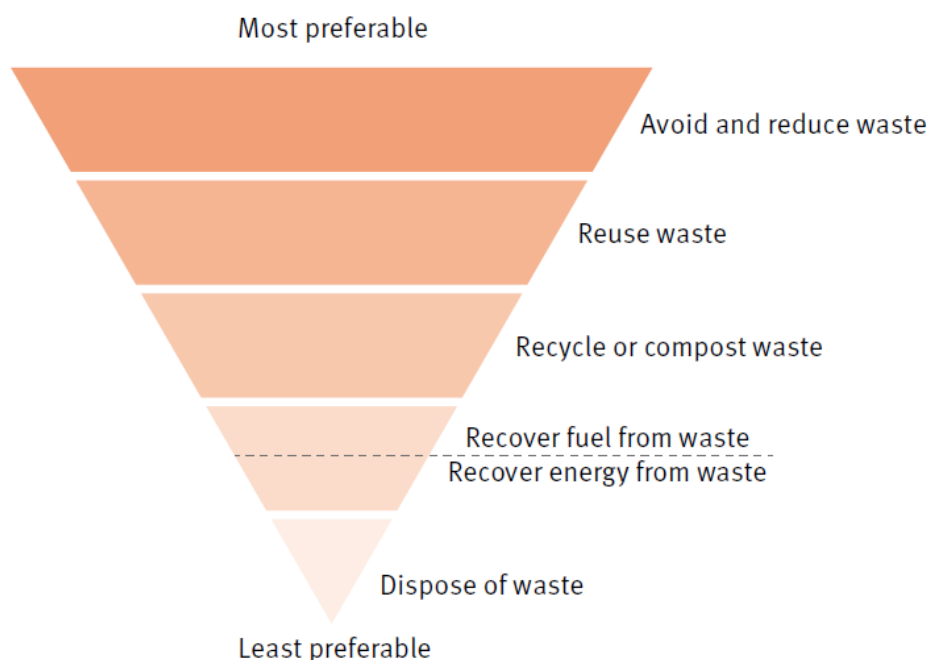 Most preferable
Avoid and reduce waste
Reuse waste
Recycle or compost waste
Recover fuel from waste
Recover energy from waste
Dispose of waste
Least preferable